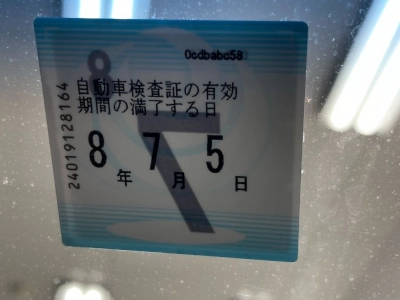 0cdbabc58
自動車検査証の有効
期間の満了する日
8年 7月 5日
24019128164